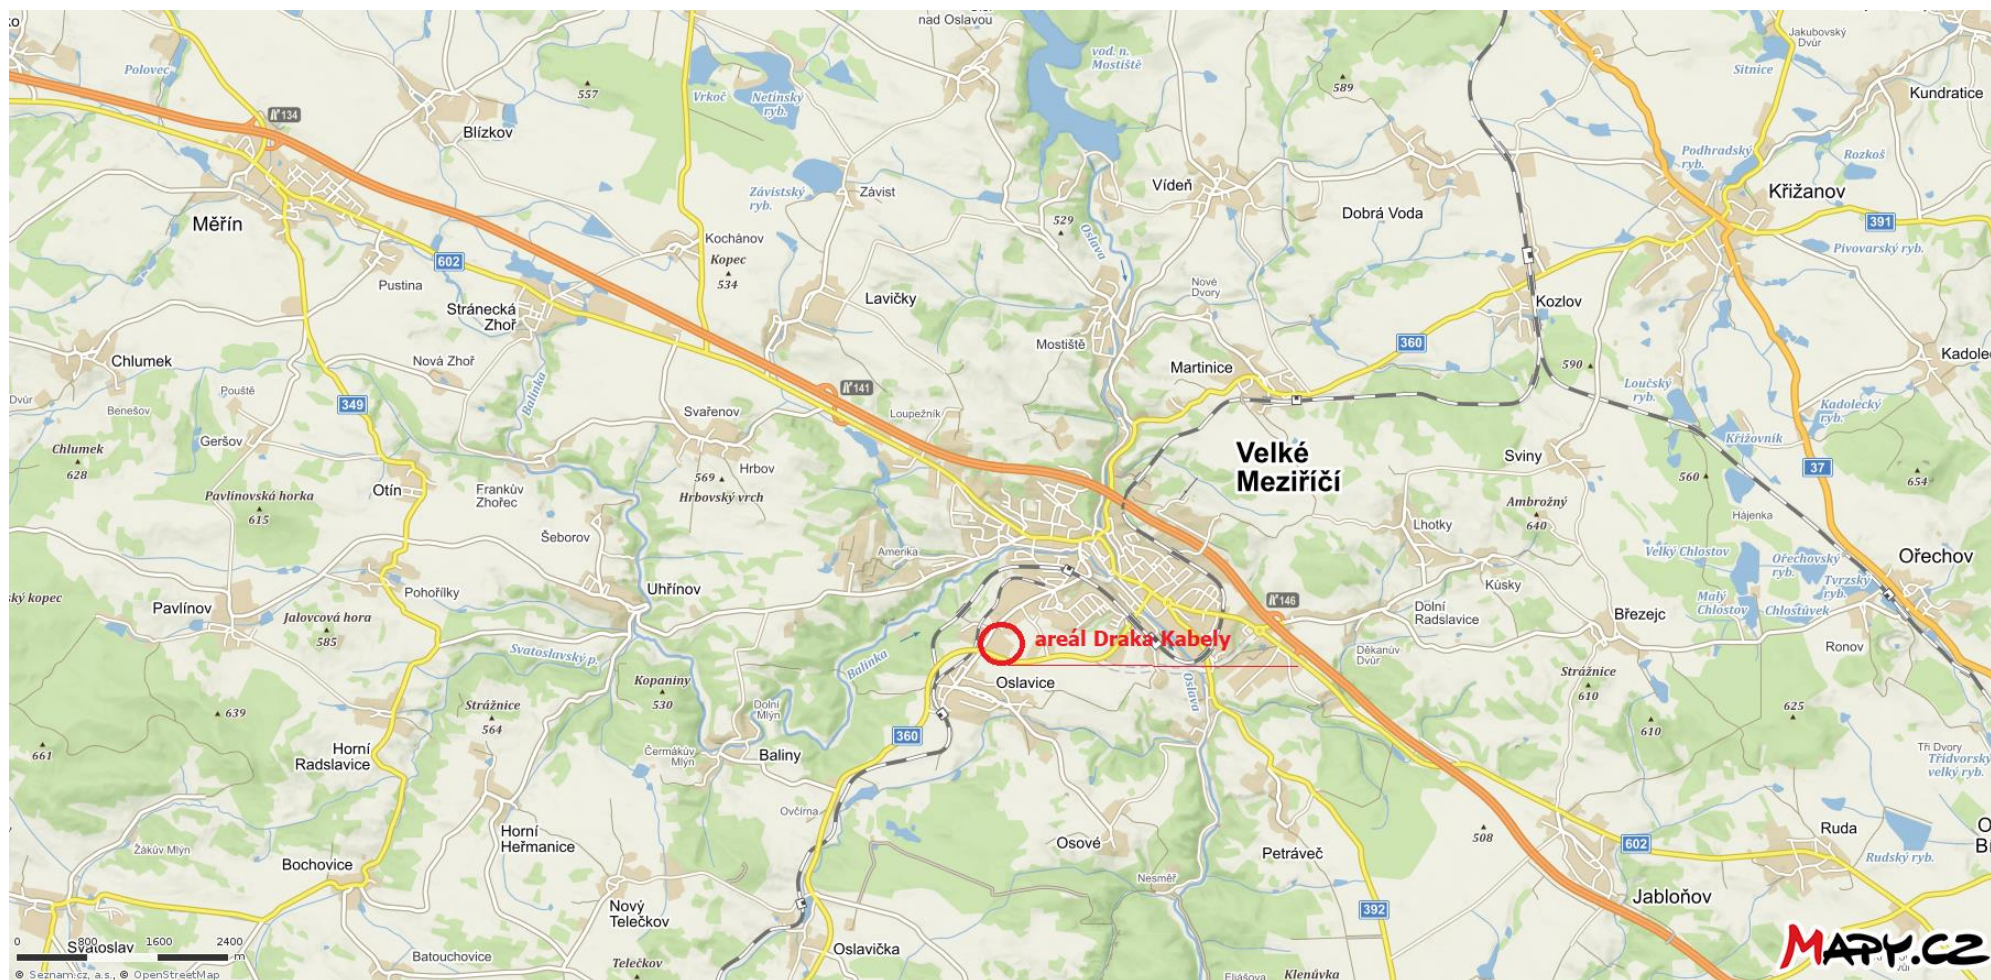 nad Oslavou
vod. n.
Mostiště
Jakubovský
Dvůr
Polovec
Sitnice
557
589
Vrkoč
Netínský
ryb.
Kundratice
134
Blízkov
Podhradský
ryb.
Rozkoš
Závistský
ryb.
Závist
Vídeň
Křižanov
Měřín
529
Dobrá Voda
391
Kochánov
Oslava
Pivovarský ryb.
602
Kopec
534
Pustina
Nové
Dvory
Lavičky
Kozlov
Stránecká
Zhoř
Mostiště
360
Chlumek
Nová Zhoř
Martinice
590
Kadolec
Balinka
141
Loučský
ryb.
Pouště
Dvůr
Benešov
349
Svařenov
Loupežník
Kadolecký
ryb.
Geršov
Křižovník
Chlumek
628
Velké
Meziříčí
Sviny
37
Hrbov
569
Hrbovský vrch
560
654
Otín
Frankův
Zhořec
Pavlínovská horka
615
Ambrožný
640
Hájenka
Lhotky
Šeborov
Amerika
Velký Chlostov
Ořechovský
ryb.
Ořechov
Kúsky
Tvrzský
ryb.
Uhřínov
Pohořílky
ký kopec
Malý
Chlostov
Chlostůvek
Pavlínov
Jalovcová hora
585
146
Dolní
Radslavice
Březejc
areál Draka Kabely
Ronov
Svatoslavský p.
Balinka
Děkanův
Dvůr
Kopaniny
530
Oslavice
Oslava
Strážnice
610
Strážnice
564
639
Dolní
Mlýn
625
610
360
661
Horní
Radslavice
Čermákův
Mlýn
Baliny
Tři Dvory
Třídvorský
velký ryb.
Ovčírna
Horní
Heřmanice
508
Ruda
Žákův Mlýn
Osové
602
Petráveč
Rudský ryb.
Bochovice
Nesměř
Jabloňov
Nový
Telečkov
392
Svatoslav
Oslavička
Batouchovice
Telečkov
Eliášova
Klenůvka
0 800 1600 2400
m
© Seznam.cz, a.s., © OpenStreetMap
MAPY.CZ